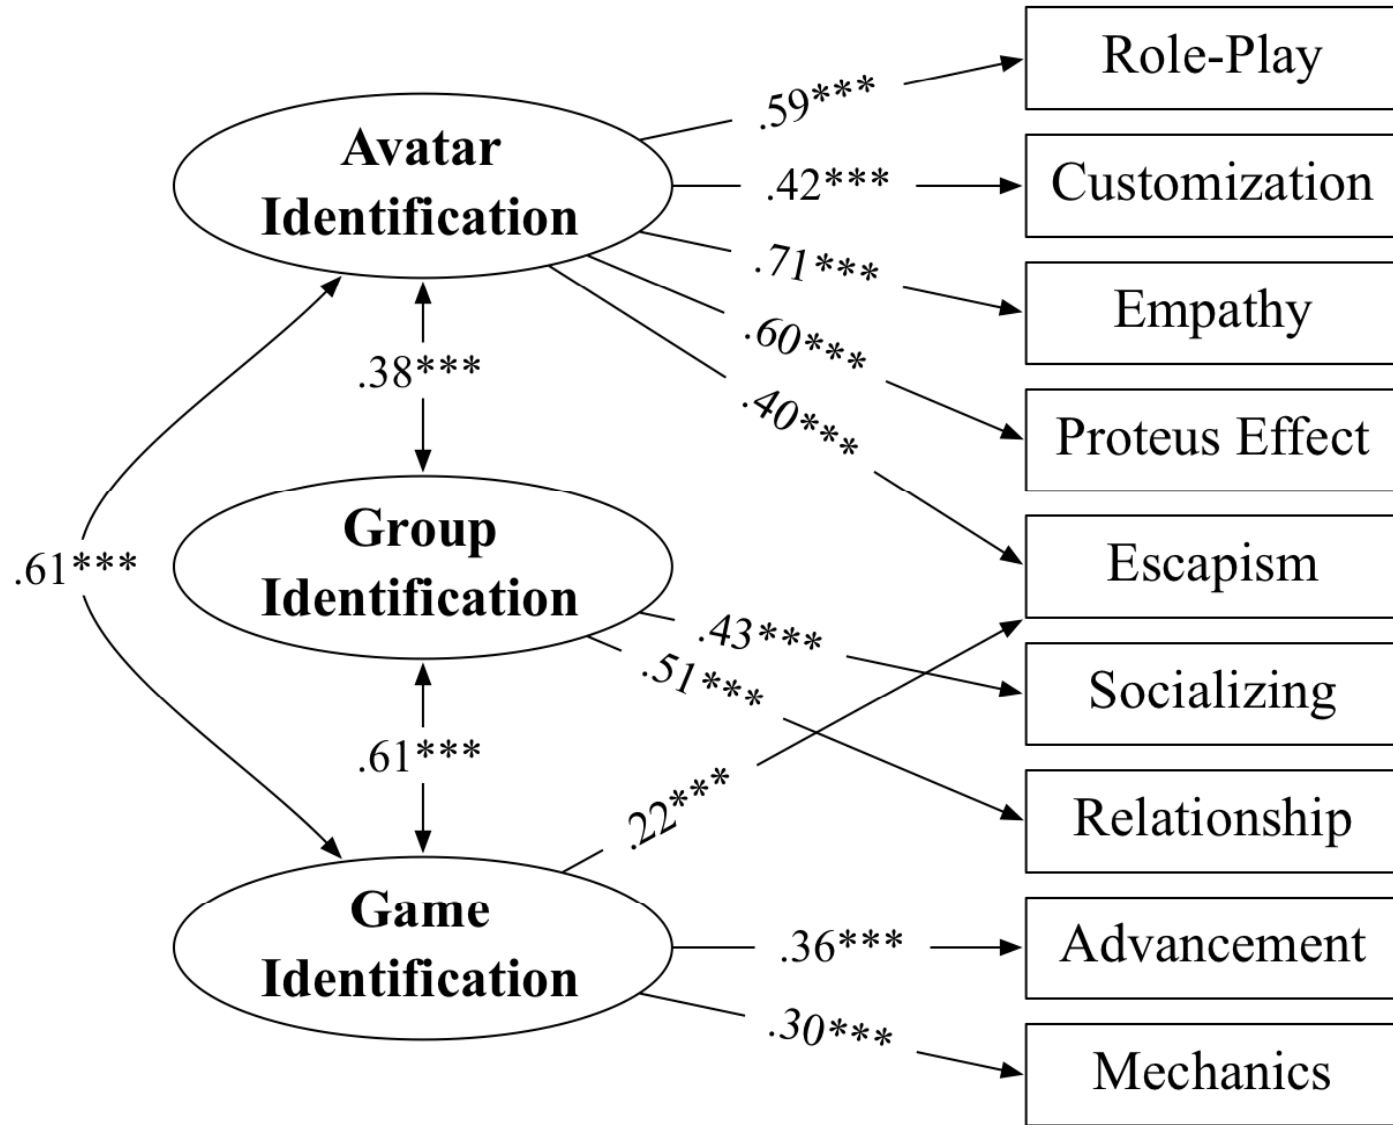 Role-Play
.59***
Avatar
Identification
.42***
Customization
.71***
Empathy
.60***
.38***
.40***
Proteus Effect
Group
Identification
.61***
Escapism
.43***
.51***
Socializing
.61***
.22***
Relationship
Game
Identification
.36***
Advancement
.30***
Mechanics